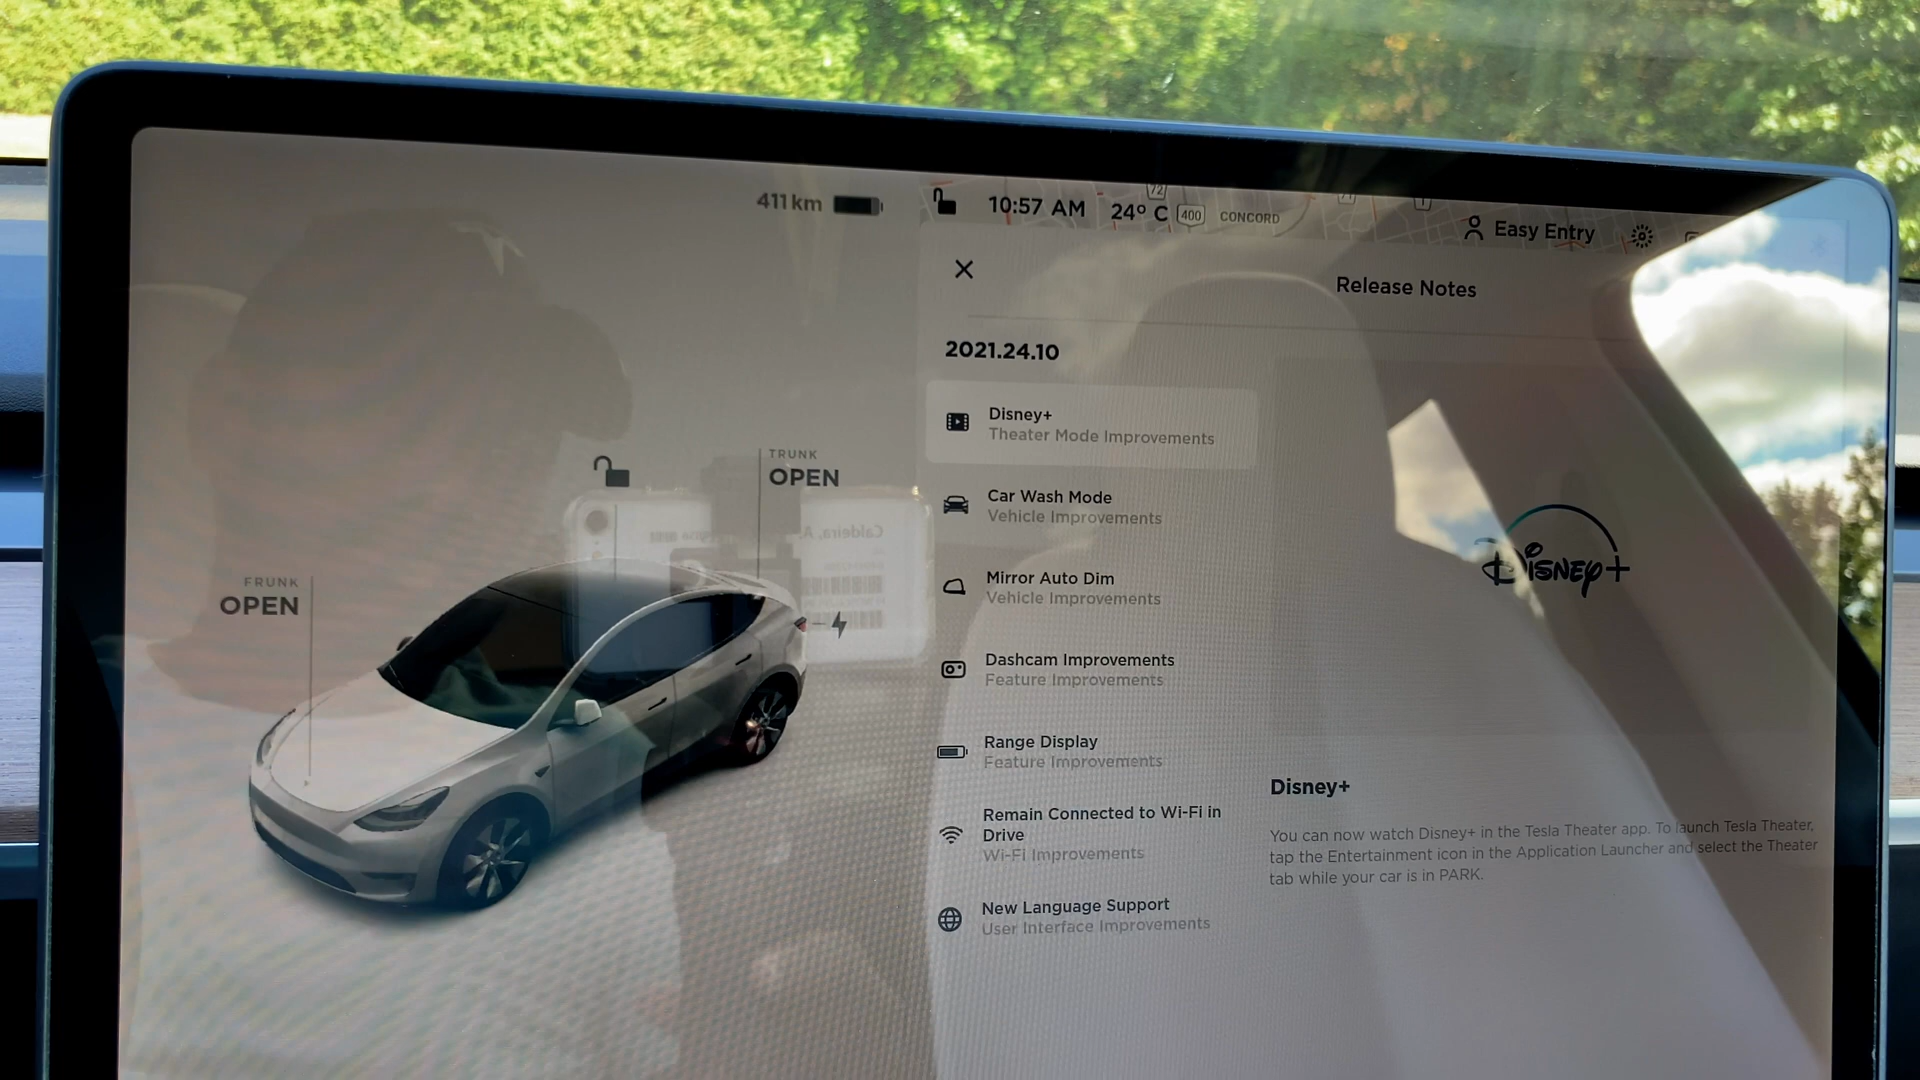 411 km
10:57 AM
24° C
72
400
CONCORD
Easy Entry
Release Notes
2021.24.10
Disney+
Theater Mode Improvements
Car Wash Mode
Vehicle Improvements
Mirror Auto Dim
Vehicle Improvements
Dashcam Improvements
Feature Improvements
Range Display
Feature Improvements
Remain Connected to Wi-Fi in
Drive
Wi-Fi Improvements
New Language Support
User Interface Improvements
Disney+
Disney+
You can now watch Disney+ in the Tesla Theater app. To launch Tesla Theater,
tap the Entertainment icon in the Application Launcher and select the Theater
tab while your car is in PARK.
TRUNK
OPEN
FRUNK
OPEN
Caldeira, A.